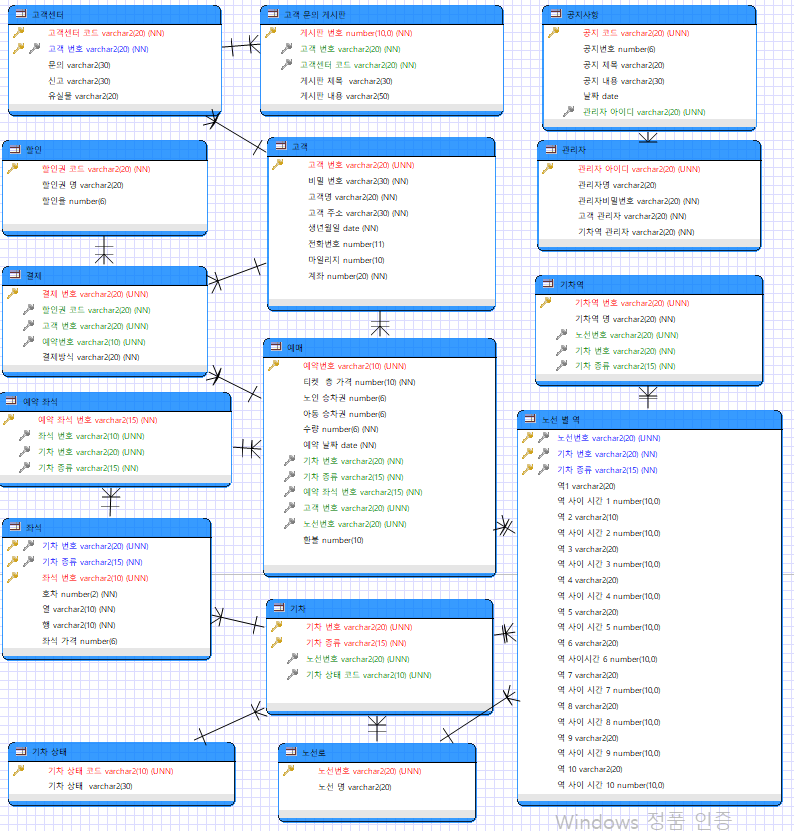 고객센터
고객센터 코드 varchar2(20) (NN)
고객 번호 varchar2(20) (NN)
문의 varchar2(30)
신고 varchar2(30)
유실물 varchar2(20)
고객 문의 게시판
게시판 번호 number(10,0) (NN)
고객 번호 varchar2(20) (NN)
고객센터 코드 varchar2(20) (NN)
게시판 제목 varchar2(30)
게시판 내용 varchar2(50)
공지사항
공지 코드 varchar2(20) (UNN)
공지번호 number(6)
공지 제목 varchar2(20)
공지 내용 varchar2(30)
날짜 date
관리자 아이디 varchar2(20) (UNN)
할인
할인권 코드 varchar2(20) (NN)
할인권 명 varchar2(20)
할인율 number(6)
고객
고객 번호 varchar2(20) (UNN)
비밀 번호 varchar2(30) (NN)
고객명 varchar2(20) (NN)
고객 주소 varchar2(30) (NN)
생년월일 date (NN)
전화번호 number(11)
마일리지 number(10)
계좌 number(20) (NN)
관리자
관리자 아이디 varchar2(20) (UNN)
관리자명 varchar2(20)
관리자비밀번호 varchar2(20) (NN)
고객 관리자 varchar2(20) (NN)
기차역 관리자 varchar2(20) (NN)
결제
결제 번호 varchar2(20) (UNN)
할인권 코드 varchar2(20) (NN)
고객 번호 varchar2(20) (UNN)
예약번호 varchar2(10) (UNN)
결제방식 varchar2(20) (NN)
기차역
기차역 번호 varchar2(20) (UNN)
기차역 명 varchar2(20) (NN)
노선번호 varchar2(20) (UNN)
기차 번호 varchar2(20) (NN)
기차 종류 varchar2(15) (NN)
예매
예약번호 varchar2(10) (UNN)
티켓 총 가격 number(10) (NN)
노인 승차권 number(6)
아동 승차권 number(6)
수량 number(6) (NN)
예약 날짜 date (NN)
기차 번호 varchar2(20) (NN)
기차 종류 varchar2(15) (NN)
예약 좌석 번호 varchar2(15) (NN)
고객 번호 varchar2(20) (UNN)
노선번호 varchar2(20) (UNN)
환불 number(10)
예약 좌석
예약 좌석 번호 varchar2(15) (NN)
좌석 번호 varchar2(10) (UNN)
기차 번호 varchar2(20) (NN)
기차 종류 varchar2(15) (NN)
노선 별 역
노선번호 varchar2(20) (UNN)
기차 번호 varchar2(20) (NN)
기차 종류 varchar2(15) (NN)
역1 varchar2(20)
역 사이 시간 1 number(10,0)
역 2 varchar2(10)
역 사이 시간 2 number(10,0)
역 3 varchar2(20)
역 사이 시간 3 number(10,0)
역 4 varchar2(20)
역 사이 시간 4 number(10,0)
역 5 varchar2(20)
역 사이 시간 5 number(10,0)
역 6 varchar2(20)
역 사이시간 6 number(10,0)
역 7 varchar2(20)
역 사이 시간 7 number(10,0)
역 8 varchar2(20)
역 사이 시간 8 number(10,0)
역 9 varchar2(20)
역 사이 시간 9 number(10,0)
역 10 varchar2(20)
역 사이 시간 10 number(10,0)
좌석
기차 번호 varchar2(20) (UNN)
기차 종류 varchar2(15) (UNN)
좌석 번호 varchar2(10) (UNN)
호차 number(2) (NN)
열 varchar2(10) (NN)
행 varchar2(10) (NN)
좌석 가격 number(6)
기차
기차 번호 varchar2(20) (UNN)
기차 종류 varchar2(15) (NN)
노선번호 varchar2(20) (UNN)
기차 상태 코드 varchar2(10) (UNN)
기차 상태
기차 상태 코드 varchar2(10) (UNN)
기차 상태 varchar2(30)
노선표
노선번호 varchar2(20) (UNN)
노선 명 varchar2(20)
Windows 정품 인증